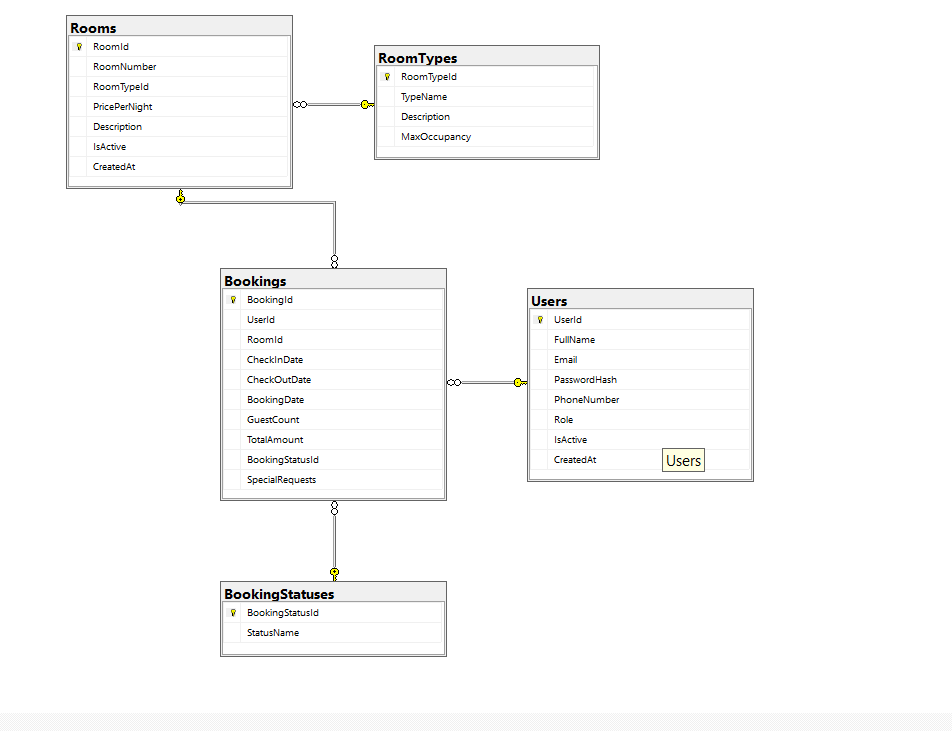 Rooms
RoomId
RoomNumber
RoomTypeId
PricePerNight
Description
IsActive
CreatedAt
RoomTypes
RoomTypeId
TypeName
Description
MaxOccupancy
Bookings
BookingId
UserId
RoomId
CheckInDate
CheckOutDate
BookingDate
GuestCount
TotalAmount
BookingStatusId
SpecialRequests
Users
UserId
FullName
Email
PasswordHash
PhoneNumber
Role
IsActive
CreatedAt
Users
BookingStatuses
BookingStatusId
StatusName